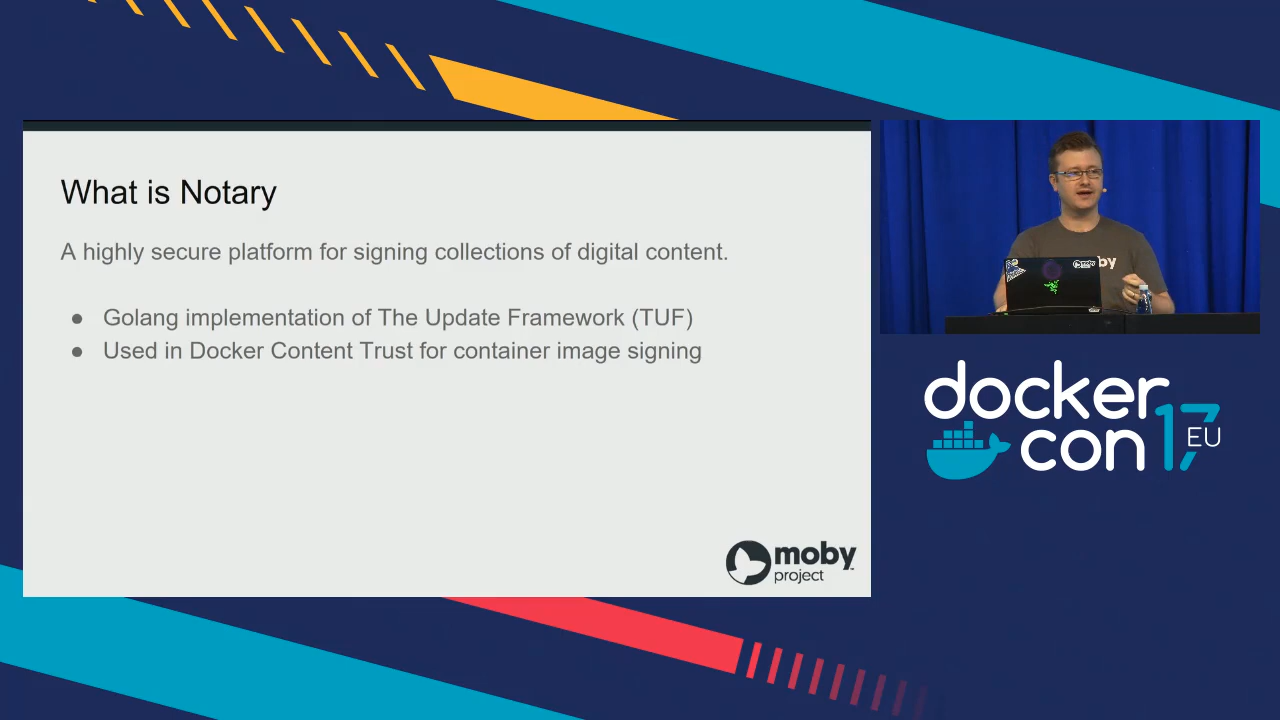 What is Notary
A highly secure platform for signing collections of digital content.
● Golang implementation of The Update Framework (TUF)
● Used in Docker Content Trust for container image signing
moby
project
moby
by
docker
con 17 EU